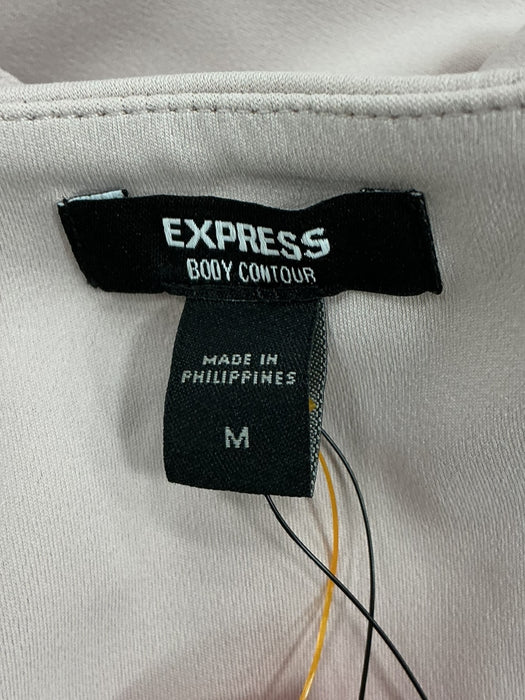 EXPRESS
BODY CONTOUR
MADE IN
PHILIPPINES
M